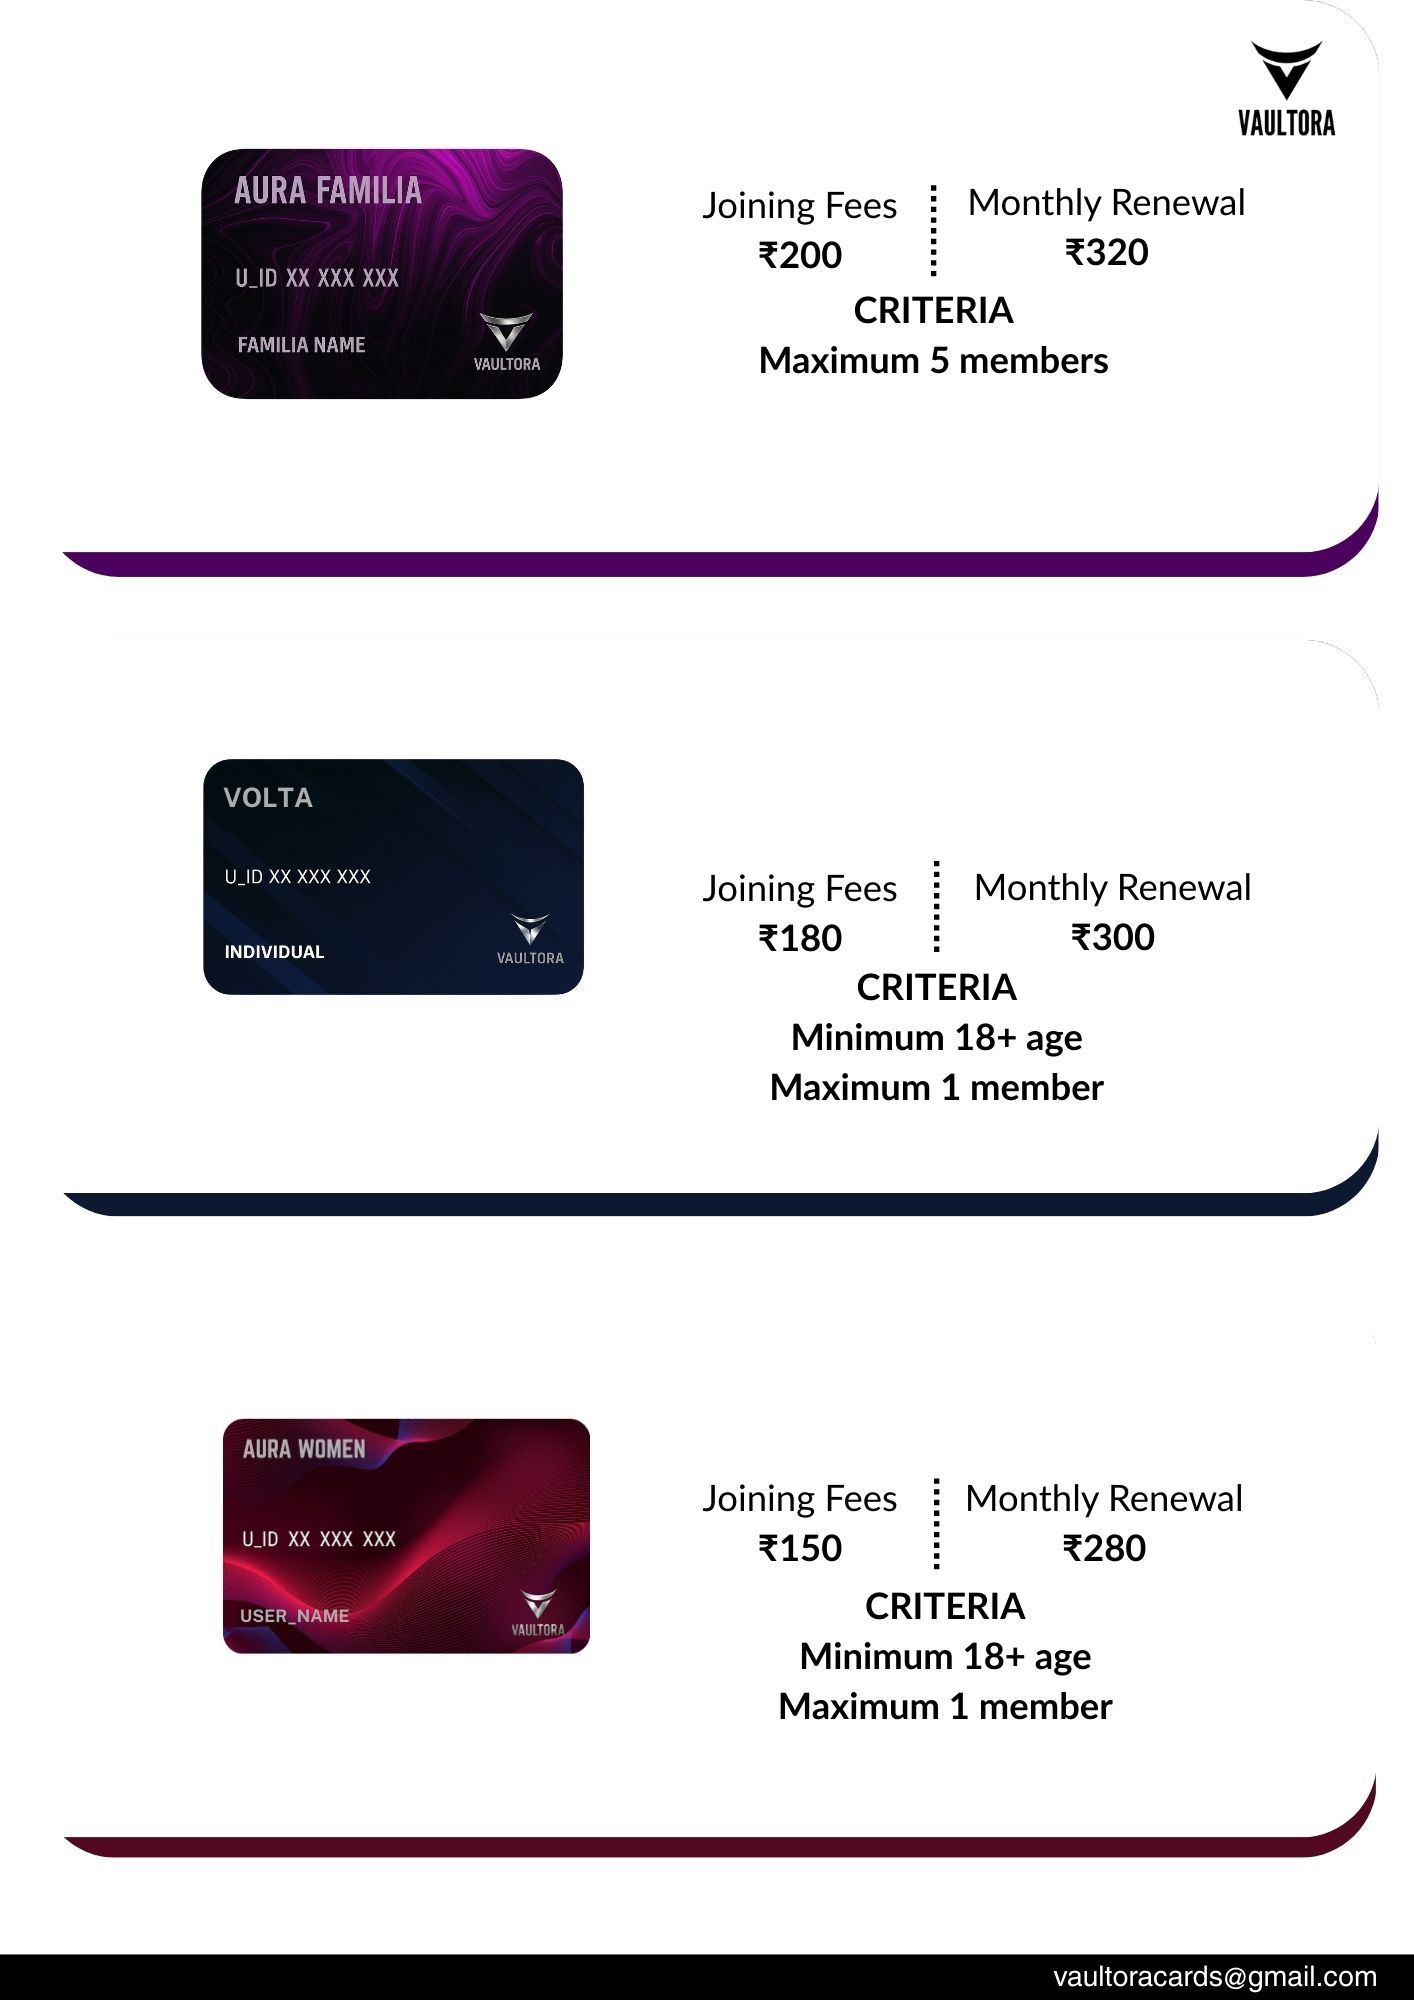 VAULTORA
AURA FAMILIA
U_ID XX XXX XXX
FAMILIA NAME
VAULTORA
Joining Fees
₹200
Monthly Renewal
₹320
CRITERIA
Maximum 5 members
VOLTA
U_ID XX XXX XXX
INDIVIDUAL
VAULTORA
Joining Fees
₹180
Monthly Renewal
₹300
CRITERIA
Minimum 18+ age
Maximum 1 member
AURA WOMEN
U_ID XX XXX XXX
USER_NAME
VAULTORA
Joining Fees
₹150
Monthly Renewal
₹280
CRITERIA
Minimum 18+ age
Maximum 1 member
vaultoracards@gmail.com